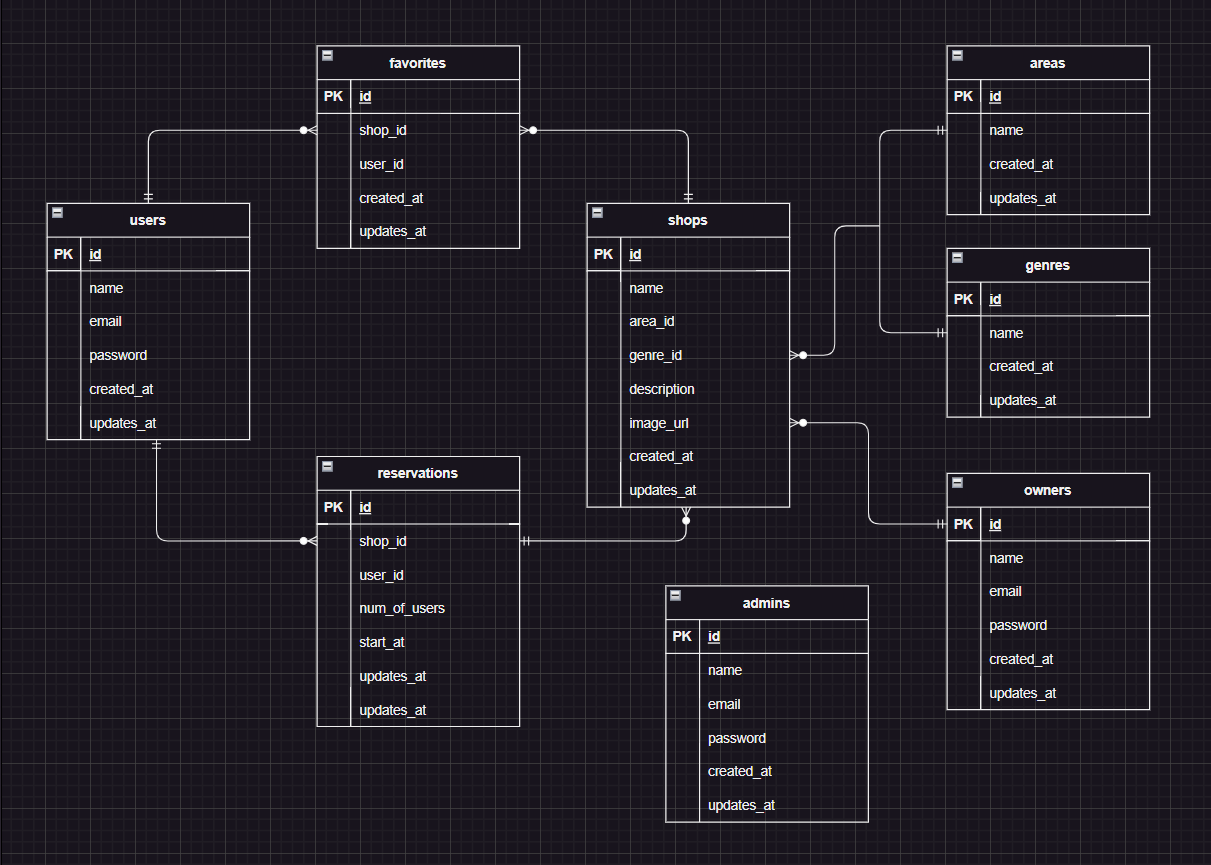 favorites
PK id
shop_id
user_id
created_at
updates_at
areas
PK id
name
created_at
updates_at
users
PK id
name
email
password
created_at
updates_at
shops
PK id
name
area_id
genre_id
description
image_url
created_at
updates_at
genres
PK id
name
created_at
updates_at
reservations
PK id
shop_id
user_id
num_of_users
start_at
updates_at
updates_at
owners
PK id
name
email
password
created_at
updates_at
admins
PK id
name
email
password
created_at
updates_at